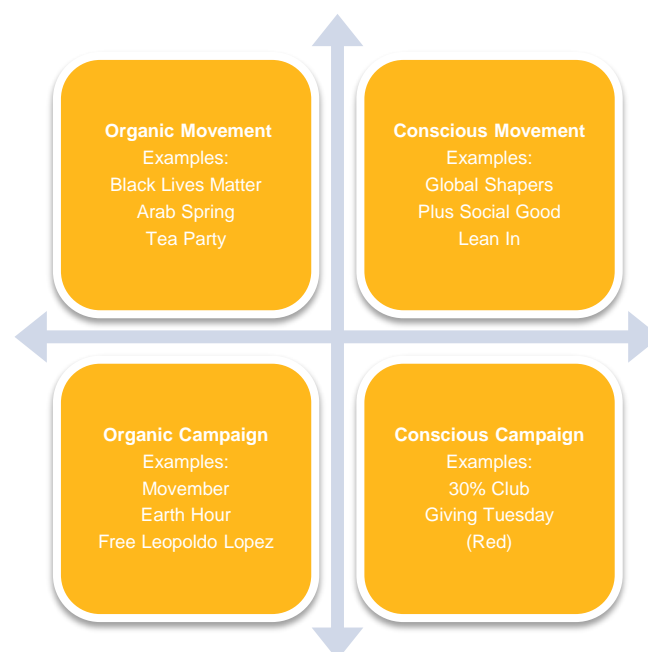 Organic Movement
Examples:
Black Lives Matter
Arab Spring
Tea Party
Conscious Movement
Examples:
Global Shapers
Plus Social Good
Lean In
Organic Campaign
Examples:
Movember
Earth Hour
Free Leopoldo Lopez
Conscious Campaign
Examples:
30% Club
Giving Tuesday
(Red)